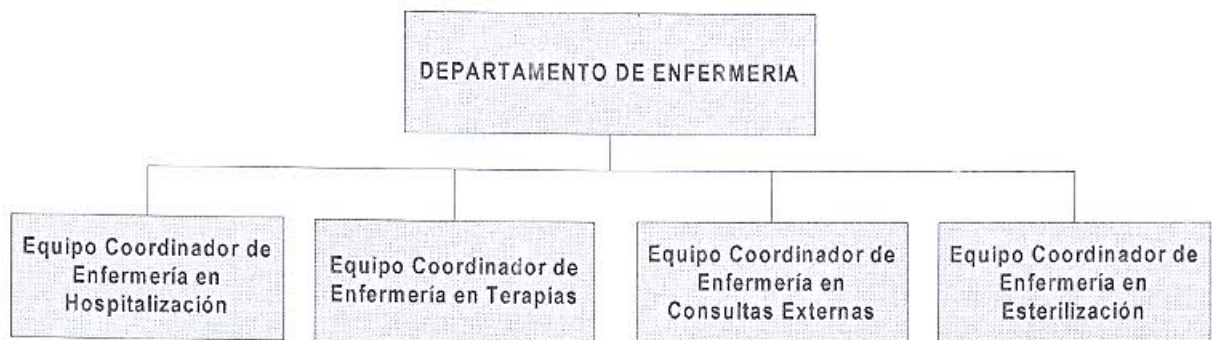 DEPARTAMENTO DE ENFERMERIA
Equipo Coordinador de
Enfermería en
Hospitalización
Equipo Coordinador de
Enfermería en Terapias
Equipo Coordinador de
Enfermería en
Consultas Externas
Equipo Coordinador de
Enfermería en
Esterilización